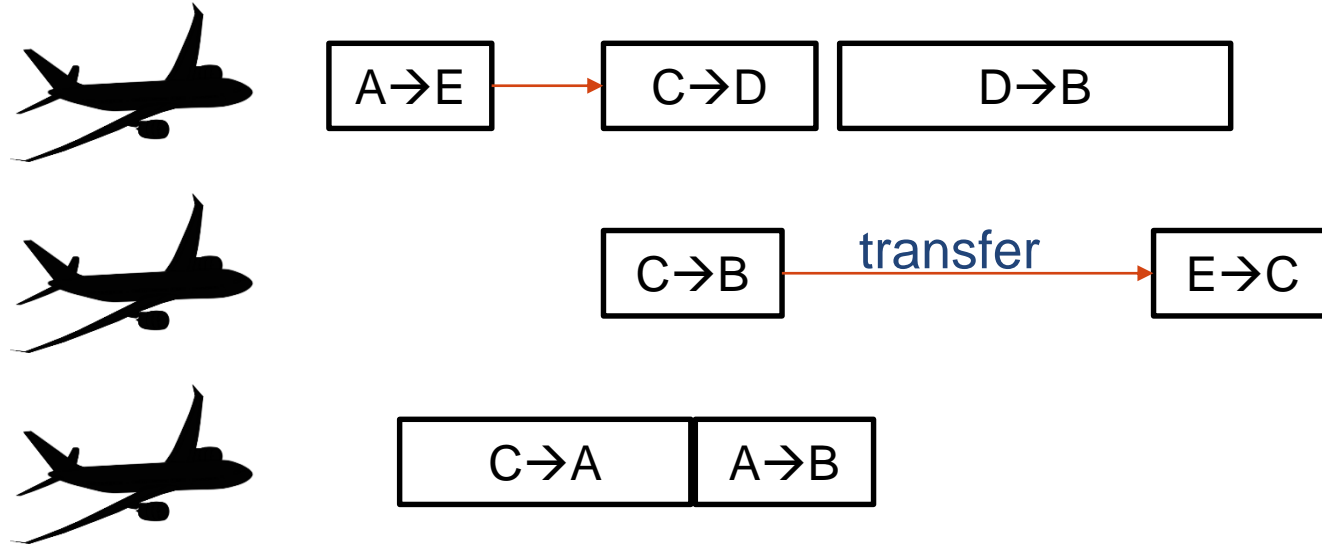 A→E
C→D
D→B
C→B
transfer
E→C
C→A
A→B